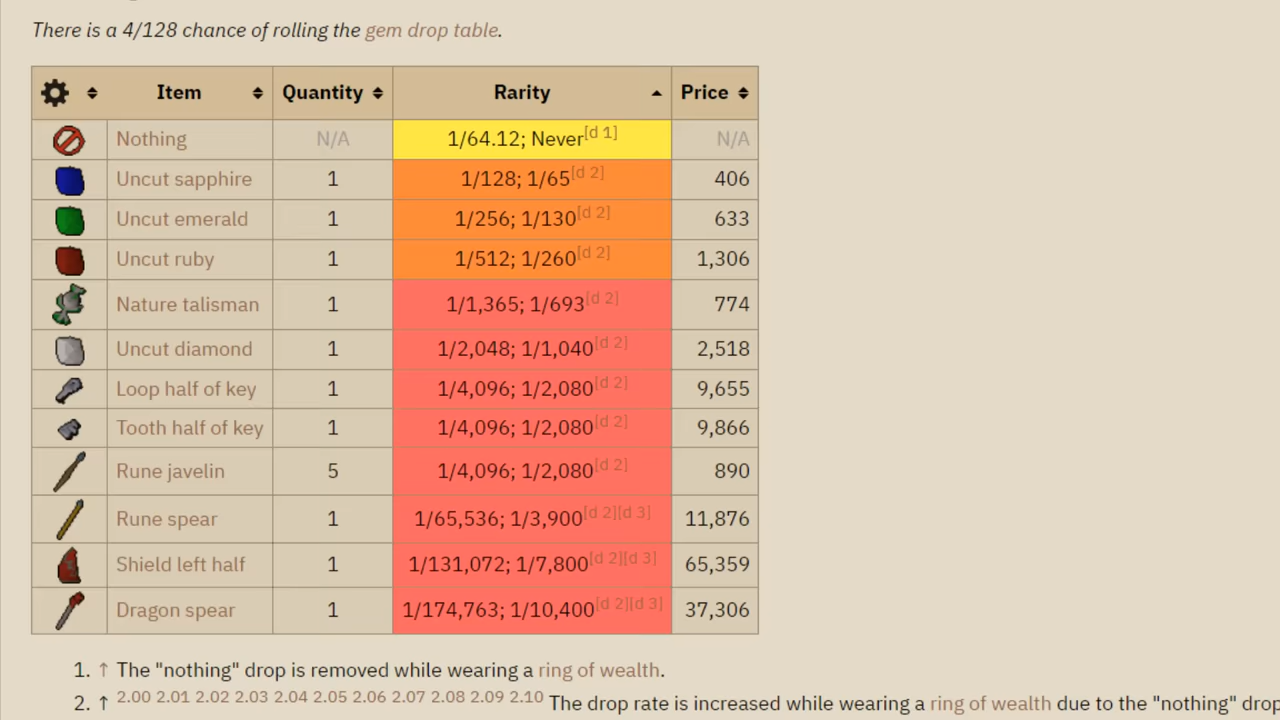 There is a 4/128 chance of rolling the gem drop table.
Item Quantity Rarity Price
Nothing N/A 1/64.12; Never[d 1] N/A
Uncut sapphire 1 1/128; 1/65[d 2] 406
Uncut emerald 1 1/256; 1/130[d 2] 633
Uncut ruby 1 1/512; 1/260[d 2] 1,306
Nature talisman 1 1/1,365; 1/693[d 2] 774
Uncut diamond 1 1/2,048; 1/1,040[d 2] 2,518
Loop half of key 1 1/4,096; 1/2,080[d 2] 9,655
Tooth half of key 1 1/4,096; 1/2,080[d 2] 9,866
Rune javelin 5 1/4,096; 1/2,080[d 2] 890
Rune spear 1 1/65,536; 1/3,900[d 2][d 3] 11,876
Shield left half 1 1/131,072; 1/7,800[d 2][d 3] 65,359
Dragon spear 1 1/174,763; 1/10,400[d 2][d 3] 37,306
1. ↑ The "nothing" drop is removed while wearing a ring of wealth.
2. ↑ 2.00 2.01 2.02 2.03 2.04 2.05 2.06 2.07 2.08 2.09 2.10 The drop rate is increased while wearing a ring of wealth due to the "nothing" drop